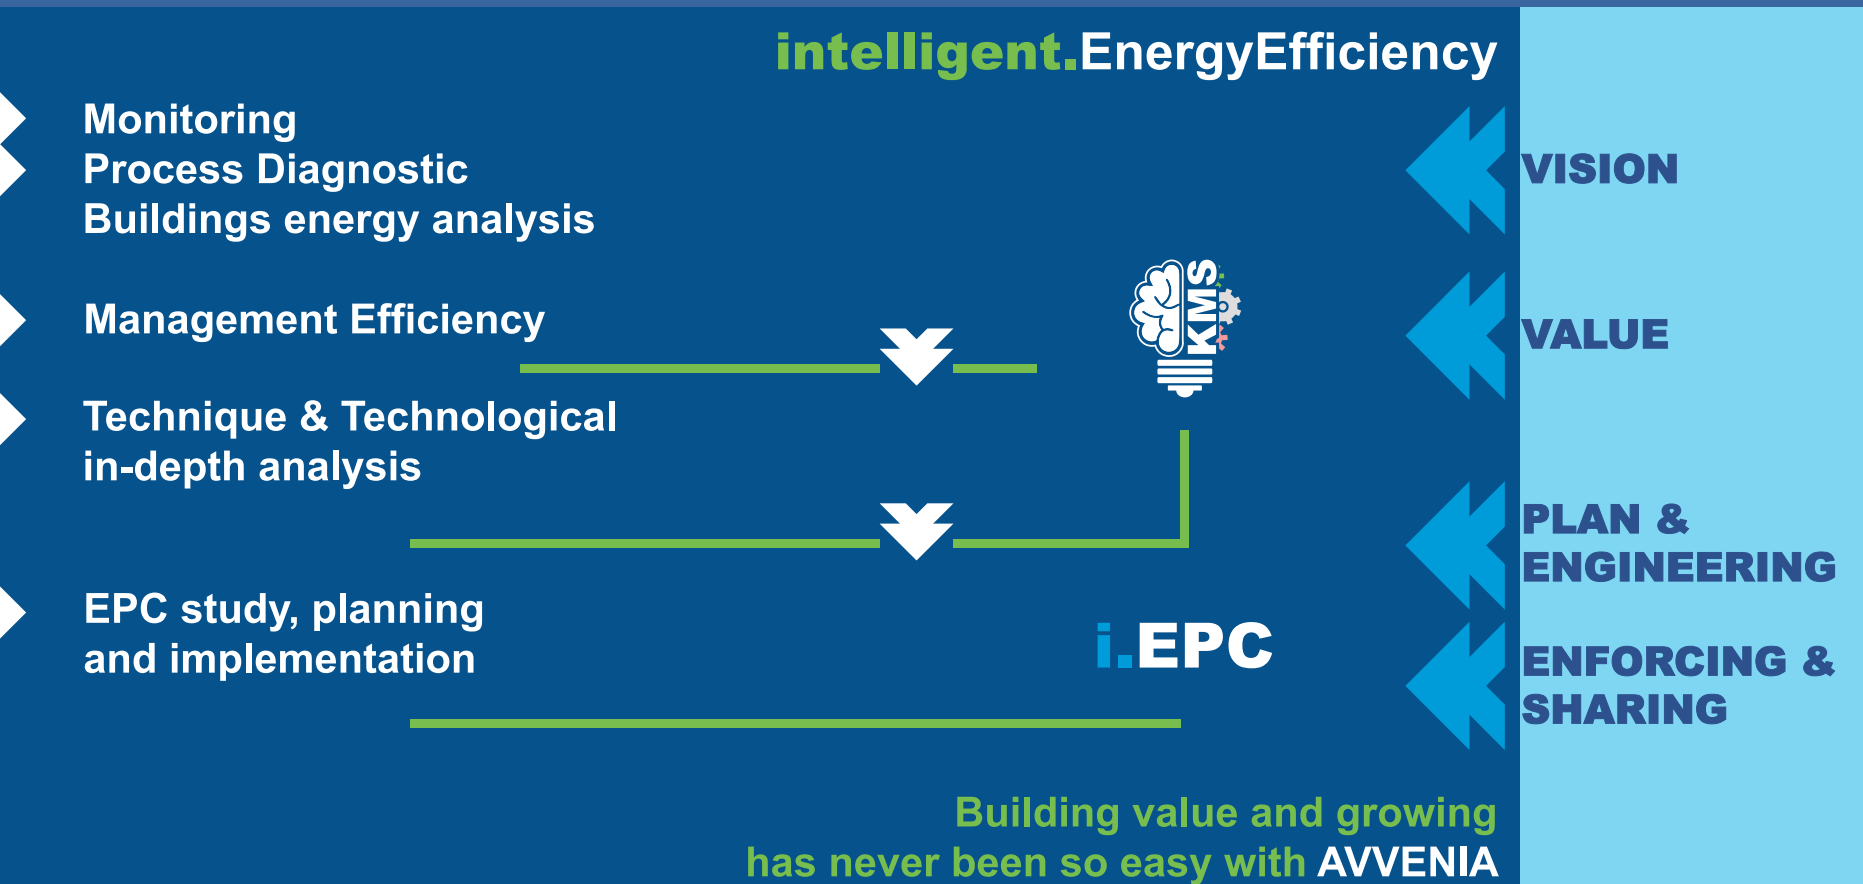 intelligent.EnergyEfficiency
Monitoring
Process Diagnostic
Buildings energy analysis
Management Efficiency
Technique & Technological
in-depth analysis
EPC study, planning
and implementation
KMS
i.EPC
VISION
VALUE
PLAN &
ENGINEERING
ENFORCING &
SHARING
Building value and growing
has never been so easy with AVVENIA